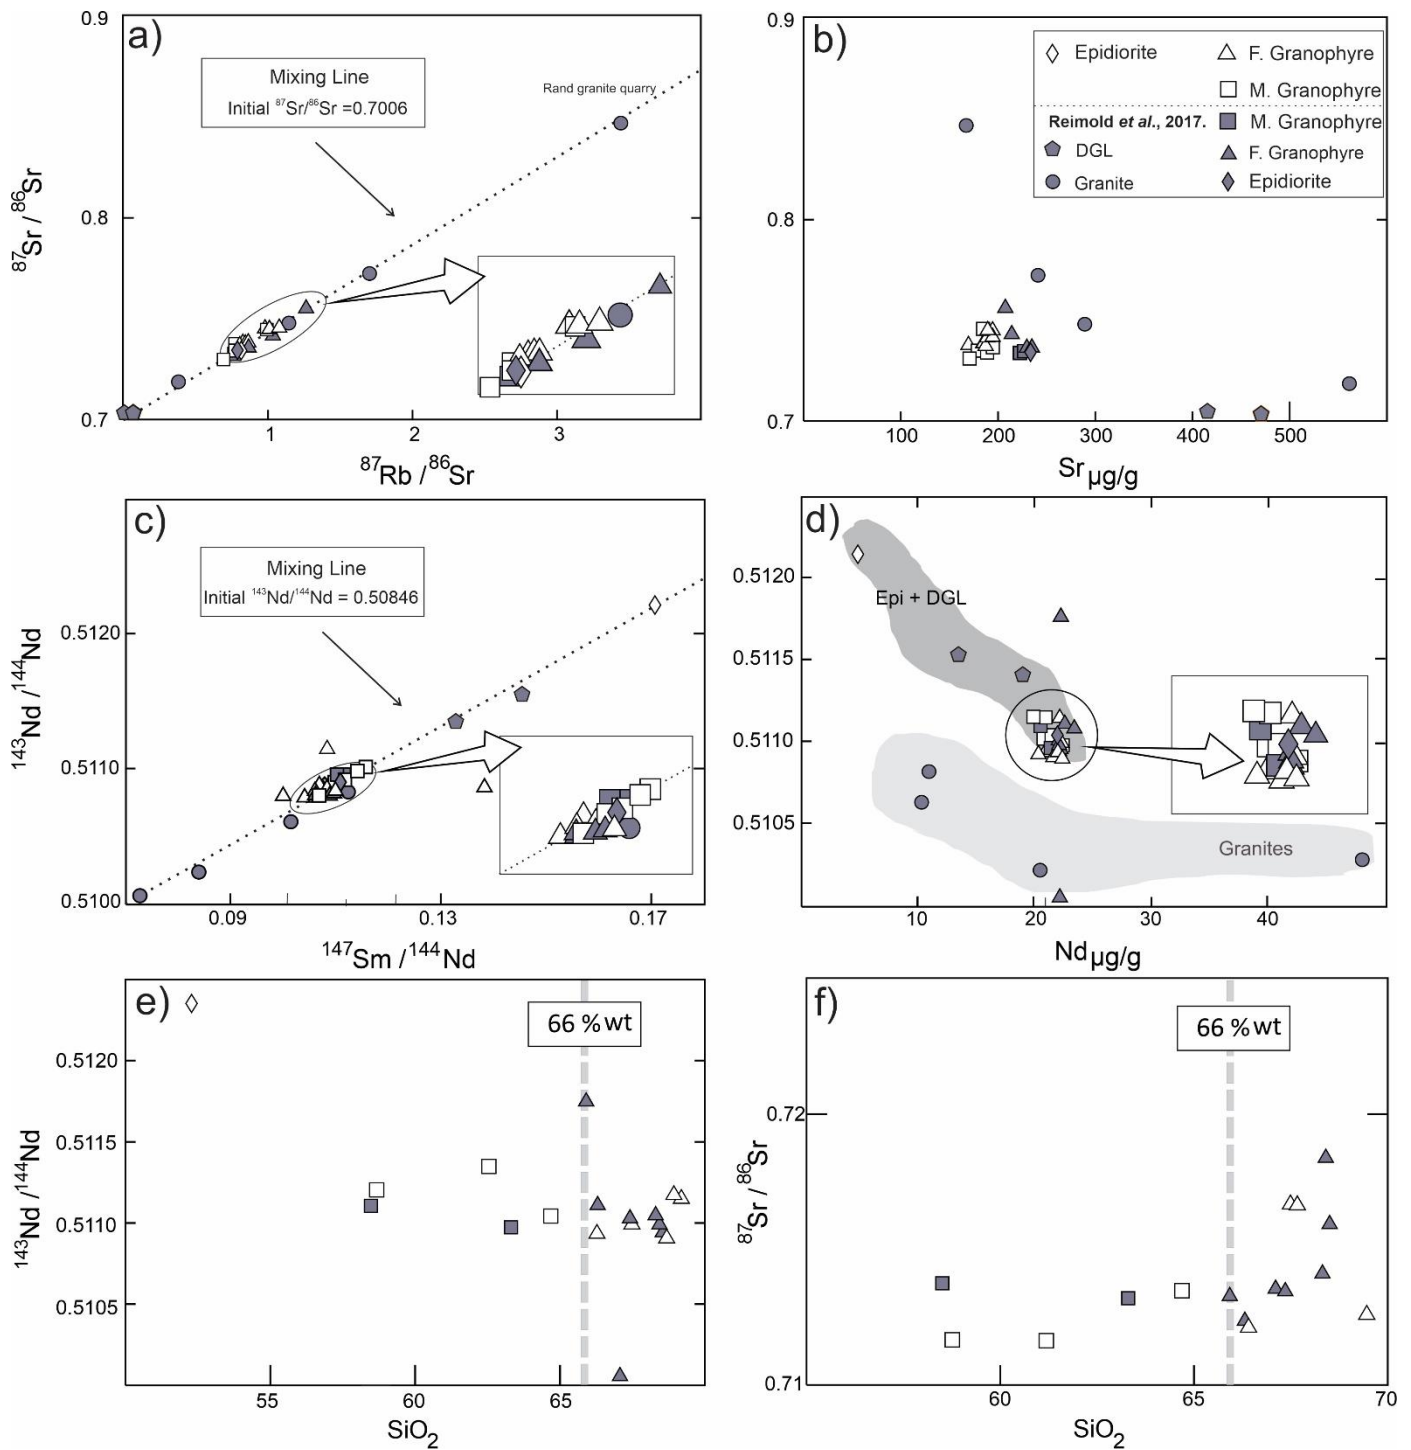 a)
0.9
0.8
0.7
87Sr / 86Sr
Mixing Line
Initial 87Sr/86Sr =0.7006
Rand granite quarry
1
2
3
87Rb / 86Sr
b)
0.9
0.8
0.7
Epidiorite
F. Granophyre
M. Granophyre
Reimold et al., 2017.
M. Granophyre
DGL
F. Granophyre
Granite
Epidiorite
100
200
300
400
500
Sr µg/g
c)
143Nd / 144Nd
0.5120
0.5110
0.5100
Mixing Line
Initial 143Nd/144Nd = 0.50846
0.09
0.13
0.17
147Sm / 144Nd
d)
0.5120
0.5115
0.5110
0.5105
Epi + DGL
Granites
10
20
30
40
Nd µg/g
e)
66 % wt
143Nd / 144Nd
0.5120
0.5115
0.5110
0.5105
55
60
65
SiO2
f)
66 % wt
87Sr / 86Sr
0.72
0.71
60
65
70
SiO2